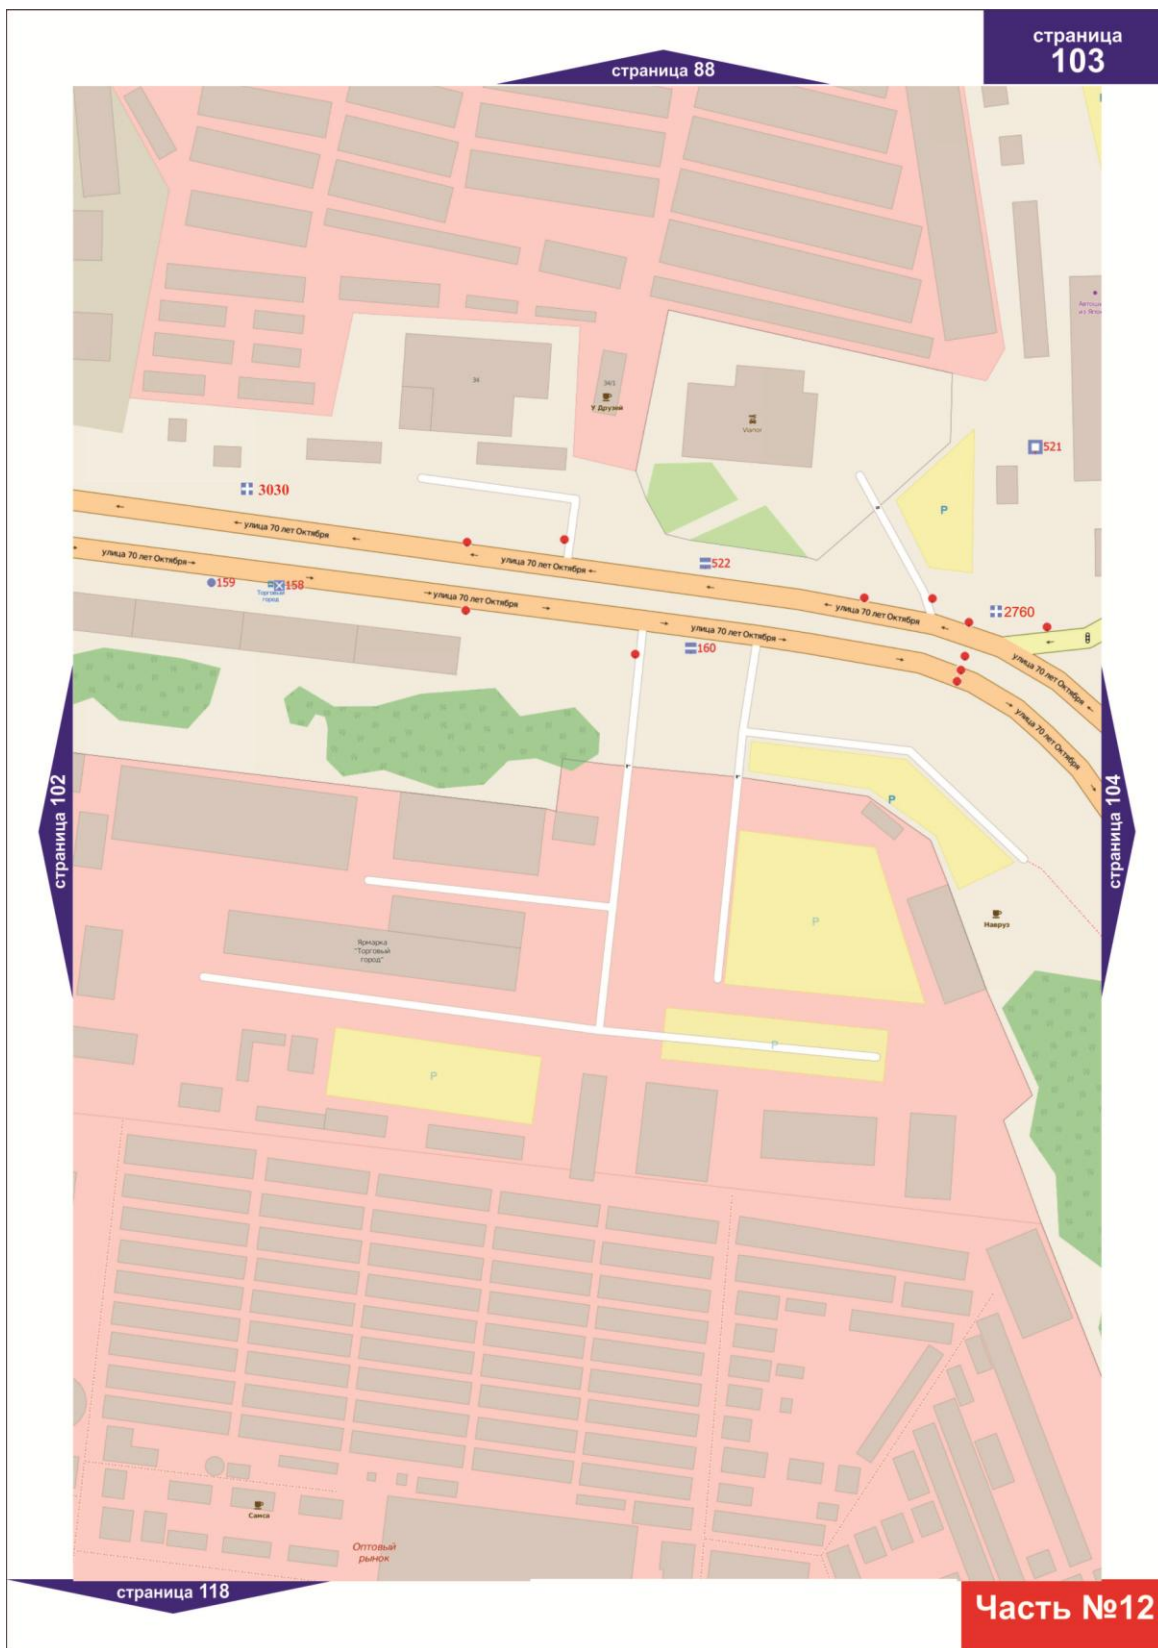 страница
103
страница 88
Автош
из Япо
34
34/1
У Друзей
Vianor
521
P
3030
улица 70 лет Октября
улица 70 лет Октября
522
улица 70 лет Октября
улица 70 лет Октября
159
158
Торговый
город
улица 70 лет Октября
2760
улица 70 лет Октября
160
улица 70 лет Октября
улица 70 лет Октября
страница 102
страница 104
P
P
Навруз
Ярмарка
"Торговый
город"
P
P
Самса
Оптовый
рынок
страница 118
Часть №12